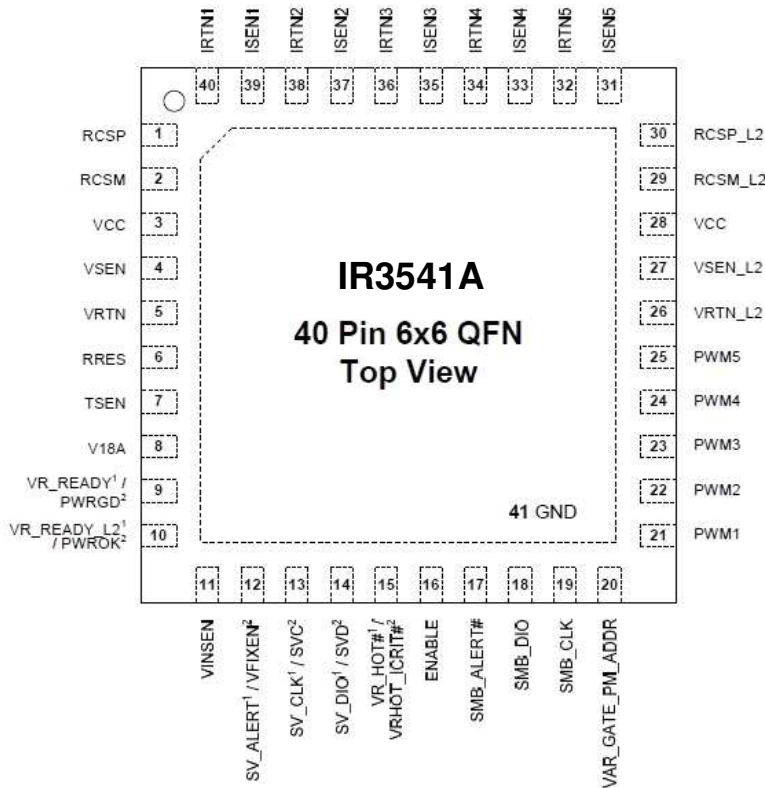 IRTN1
ISEN1
IRTN2
ISEN2
IRTN3
ISEN3
IRTN4
ISEN4
IRTN5
ISEN5
40
39
38
37
36
35
34
33
32
31
RCSP 1
RCSM 2
VCC 3
VSEN 4
VRTN 5
RRES 6
TSEN 7
V18A 8
VR_READY¹ /
PWRGD² 9
VR_READY_L2¹
/ PWROK² 10
IR3541A
40 Pin 6x6 QFN
Top View
41 GND
30 RCSP_L2
29 RCSM_L2
28 VCC
27 VSEN_L2
26 VRTN_L2
25 PWM5
24 PWM4
23 PWM3
22 PWM2
21 PWM1
11
12
13
14
15
16
17
18
19
20
VINSEN
SV_ALERT¹ / VFIXEN²
SV_CLK¹ / SVC²
SV_DIO¹ / SVD²
VR_HOT#¹ /
VRHOT_ICRIT#²
ENABLE
SMB_ALERT#
SMB_DIO
SMB_CLK
VAR_GATE_PM_ADDR